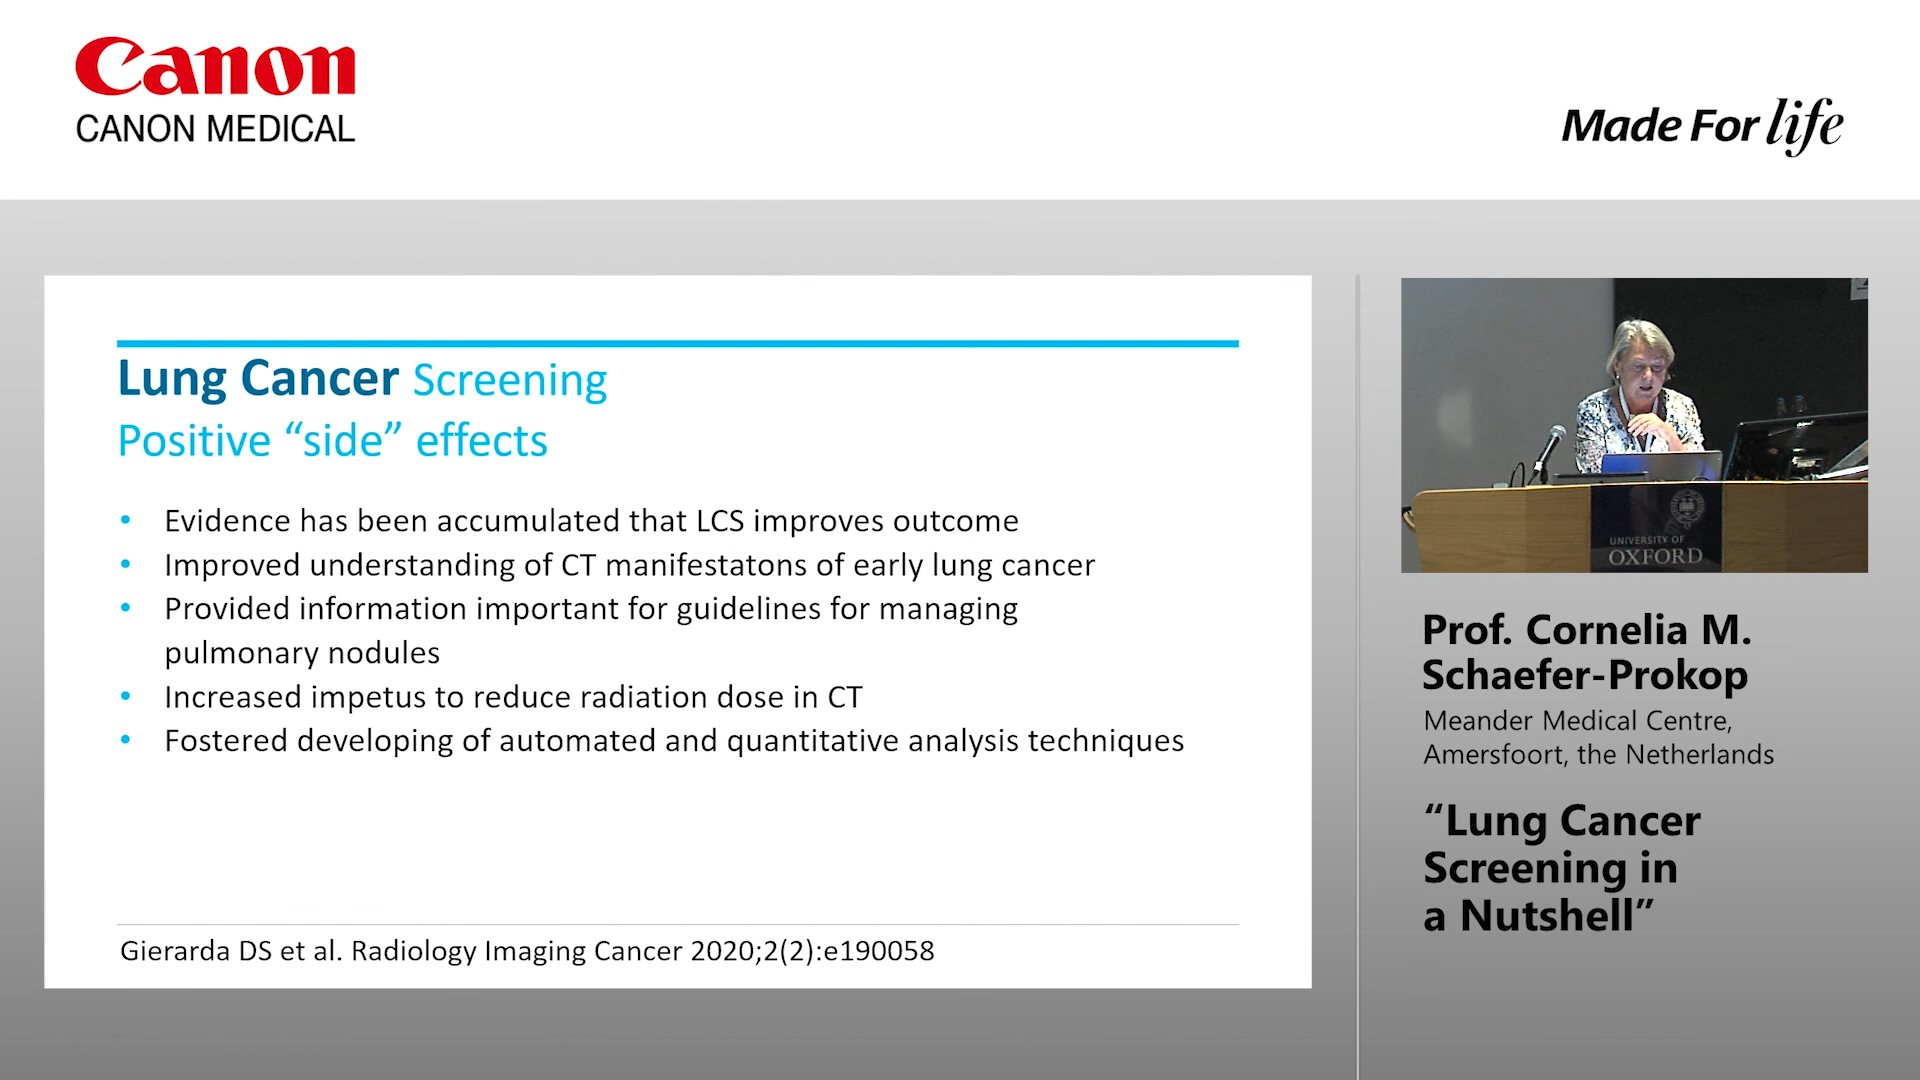 Canon
CANON MEDICAL
Made For life
Lung Cancer Screening
Positive “side” effects
• Evidence has been accumulated that LCS improves outcome
• Improved understanding of CT manifestatons of early lung cancer
• Provided information important for guidelines for managing
pulmonary nodules
• Increased impetus to reduce radiation dose in CT
• Fostered developing of automated and quantitative analysis techniques
Gierarda DS et al. Radiology Imaging Cancer 2020;2(2):e190058
UNIVERSITY OF
OXFORD
Prof. Cornelia M.
Schaefer-Prokop
Meander Medical Centre,
Amersfoort, the Netherlands
“Lung Cancer
Screening in
a Nutshell”